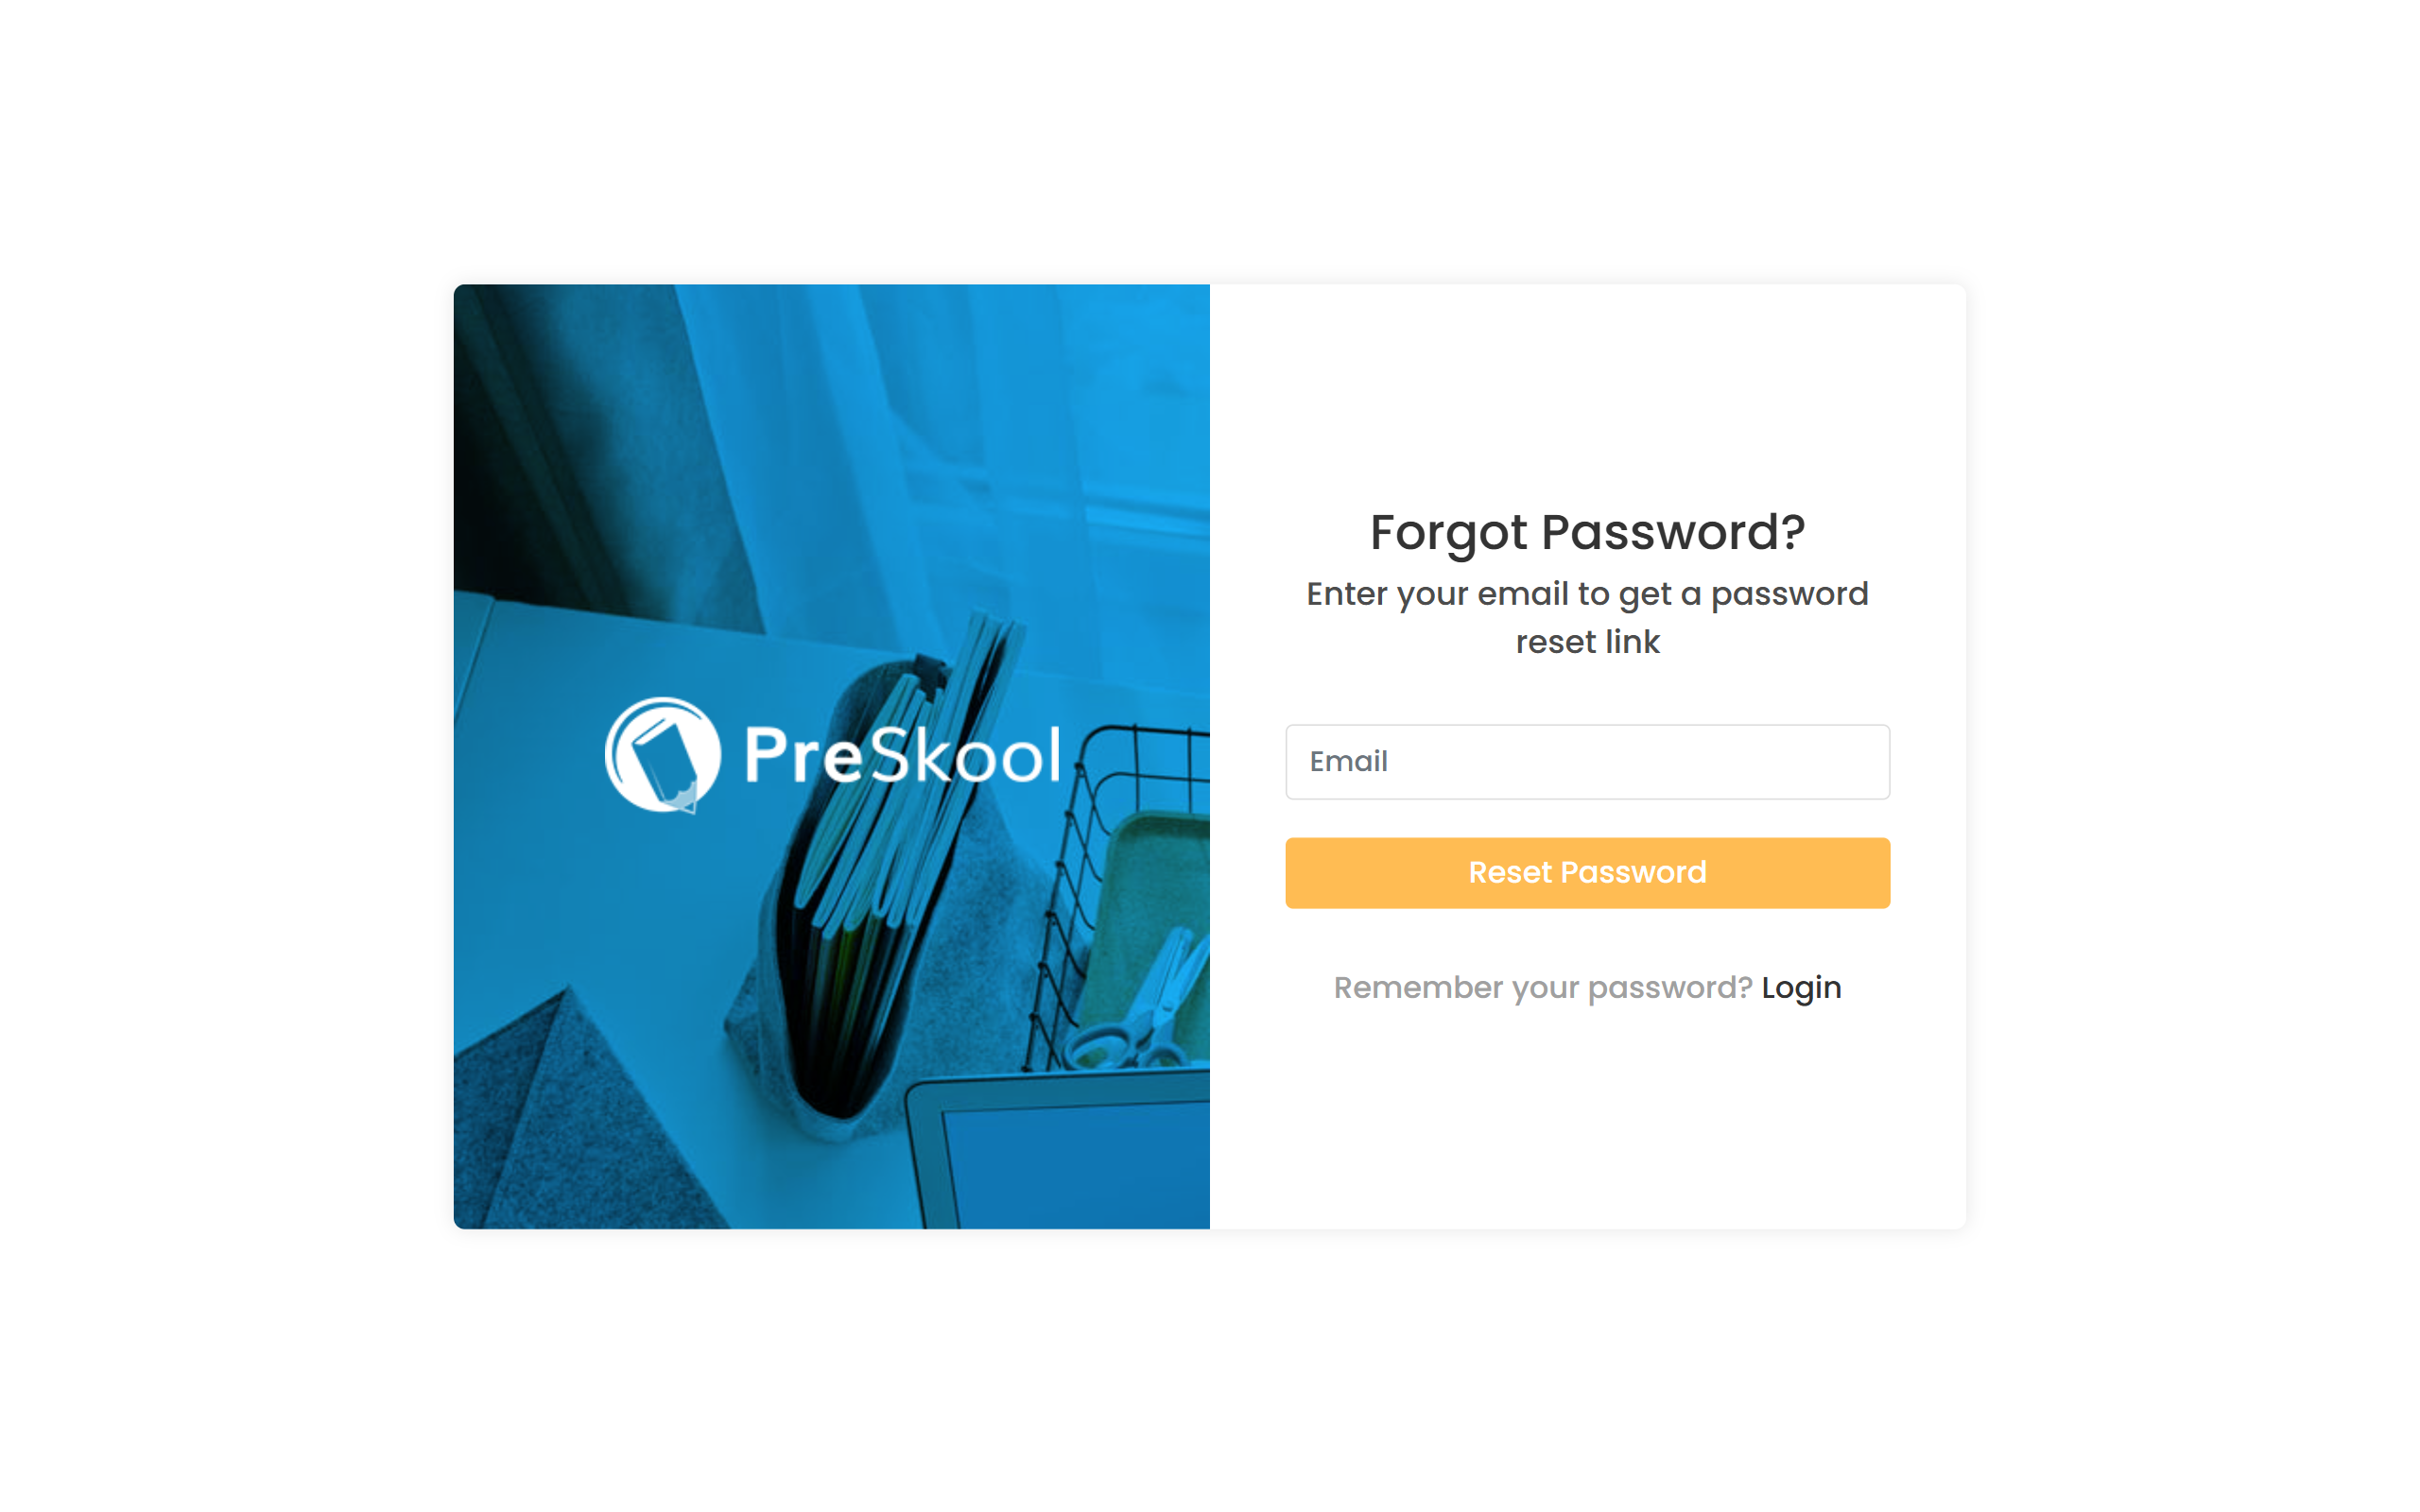 PreSkool
Forgot Password?
Enter your email to get a password
reset link
Email
Reset Password
Remember your password? Login